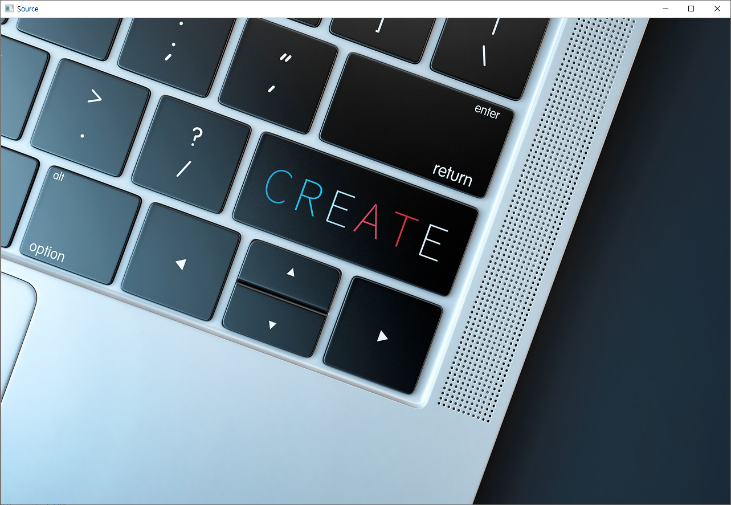 Source
:
;
"
,
]
\
enter
return
>
.
?
/
CREATE
alt
option